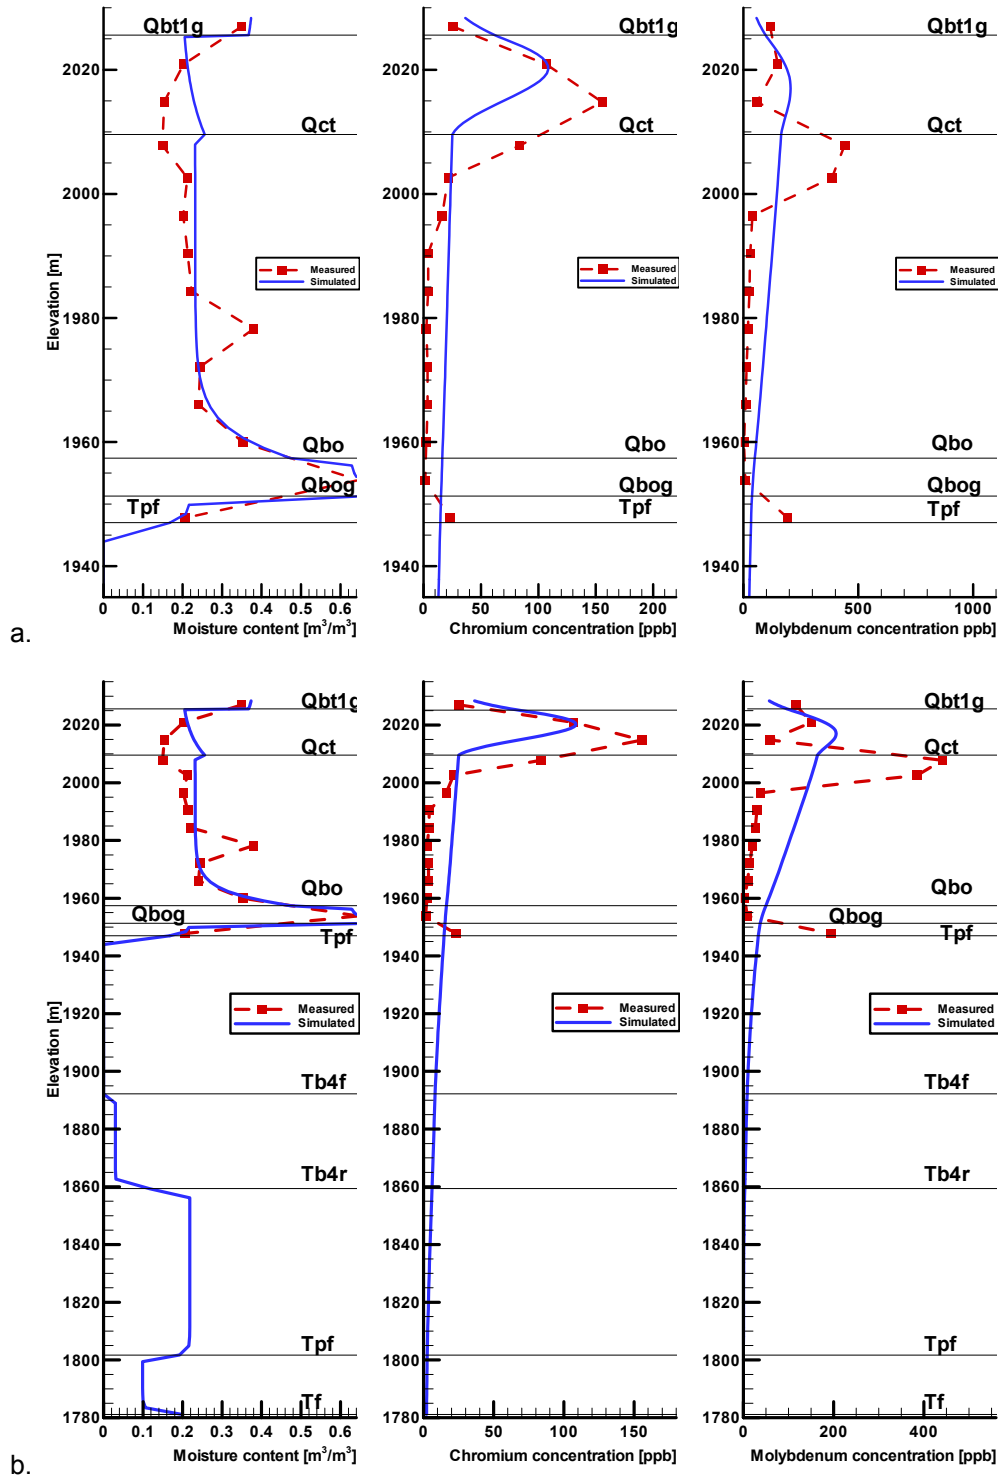 Qbt1g
Qct
Qbo
Qbog
Tpf
Elevation [m]
2020
2000
1980
1960
1940
Measured
Simulated
0 0.1 0.2 0.3 0.4 0.5 0.6
Moisture content [m³/m³]
Qbt1g
Qct
Qbo
Qbog
Tpf
2020
2000
1980
1960
1940
Measured
Simulated
0 50 100 150 200
Chromium concentration [ppb]
Qbt1g
Qct
Qbo
Qbog
Tpf
2020
2000
1980
1960
1940
Measured
Simulated
0 500 1000
Molybdenum concentration ppb]
a.
Qbt1g
Qct
Qbo
Qbog
Tpf
Tb4f
Tb4r
Tpf
Tf
Elevation [m]
2020
2000
1980
1960
1940
1920
1900
1880
1860
1840
1820
1800
1780
Measured
Simulated
0 0.1 0.2 0.3 0.4 0.5 0.6
Moisture content [m³/m³]
2020
2000
1980
1960
1940
1920
1900
1880
1860
1840
1820
1800
1780
Measured
Simulated
0 50 100 150
Chromium concentration [ppb]
Qbt1g
Qct
Qbo
Qbog
Tpf
Tb4f
Tb4r
Tpf
Tf
2020
2000
1980
1960
1940
1920
1900
1880
1860
1840
1820
1800
1780
Measured
Simulated
0 200 400
Molybdenum concentration [ppb]
b.